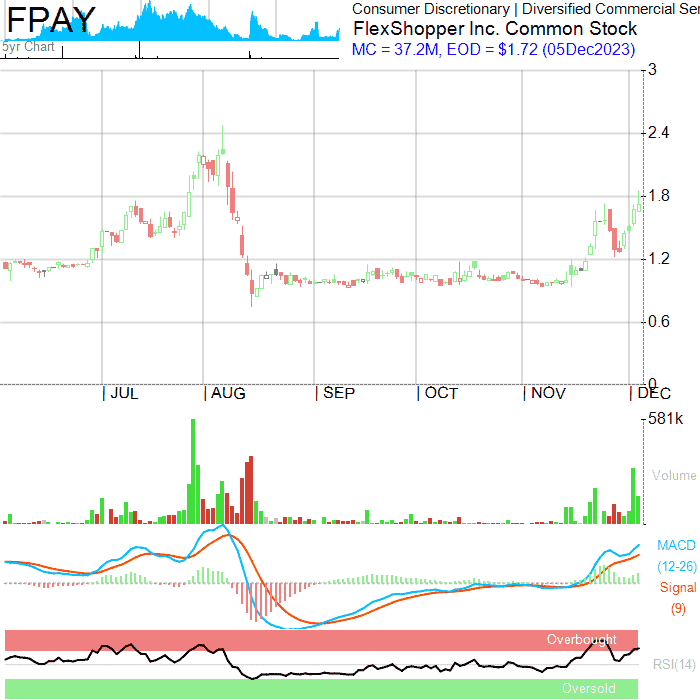 FPAY
5yr Chart
Consumer Discretionary | Diversified Commercial Ser
FlexShopper Inc. Common Stock
MC = 37.2M, EOD = $1.72 (05Dec2023)
3
2.4
1.8
1.2
0.6
0
| JUL | AUG | SEP | OCT | NOV | DEC
581k
Volume
MACD
(12-26)
Signal
(9)
Overbought
RSI(14)
Oversold